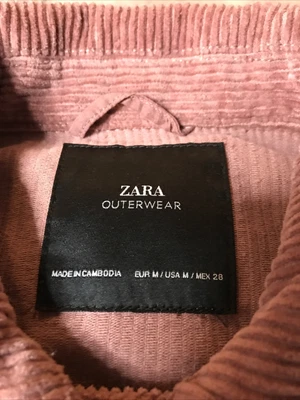 ZARA
OUTERWEAR
MADE IN CAMBODIA EUR M / USA M / MEX 28